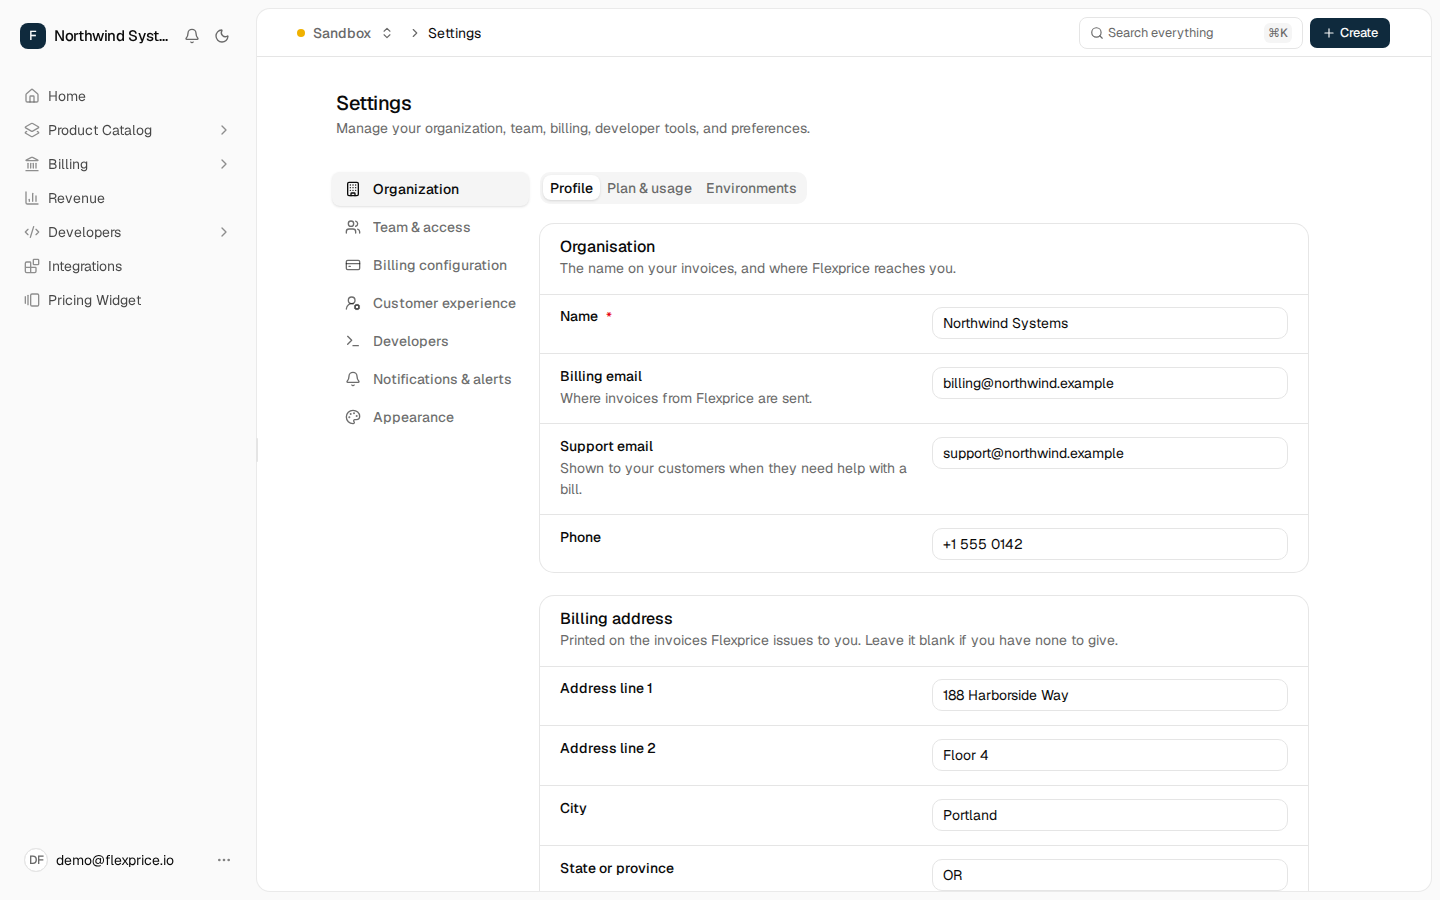 F
Northwind Syst...
Home
Product Catalog
Billing
Revenue
Developers
Integrations
Pricing Widget
DF
demo@flexprice.io
Sandbox
Settings
Search everything
⌘K
Create
Settings
Manage your organization, team, billing, developer tools, and preferences.
Organization
Team & access
Billing configuration
Customer experience
Developers
Notifications & alerts
Appearance
Profile
Plan & usage
Environments
Organisation
The name on your invoices, and where Flexprice reaches you.
Name *
Northwind Systems
Billing email
Where invoices from Flexprice are sent.
billing@northwind.example
Support email
Shown to your customers when they need help with a
bill.
support@northwind.example
Phone
+1 555 0142
Billing address
Printed on the invoices Flexprice issues to you. Leave it blank if you have none to give.
Address line 1
188 Harborside Way
Address line 2
Floor 4
City
Portland
State or province
OR